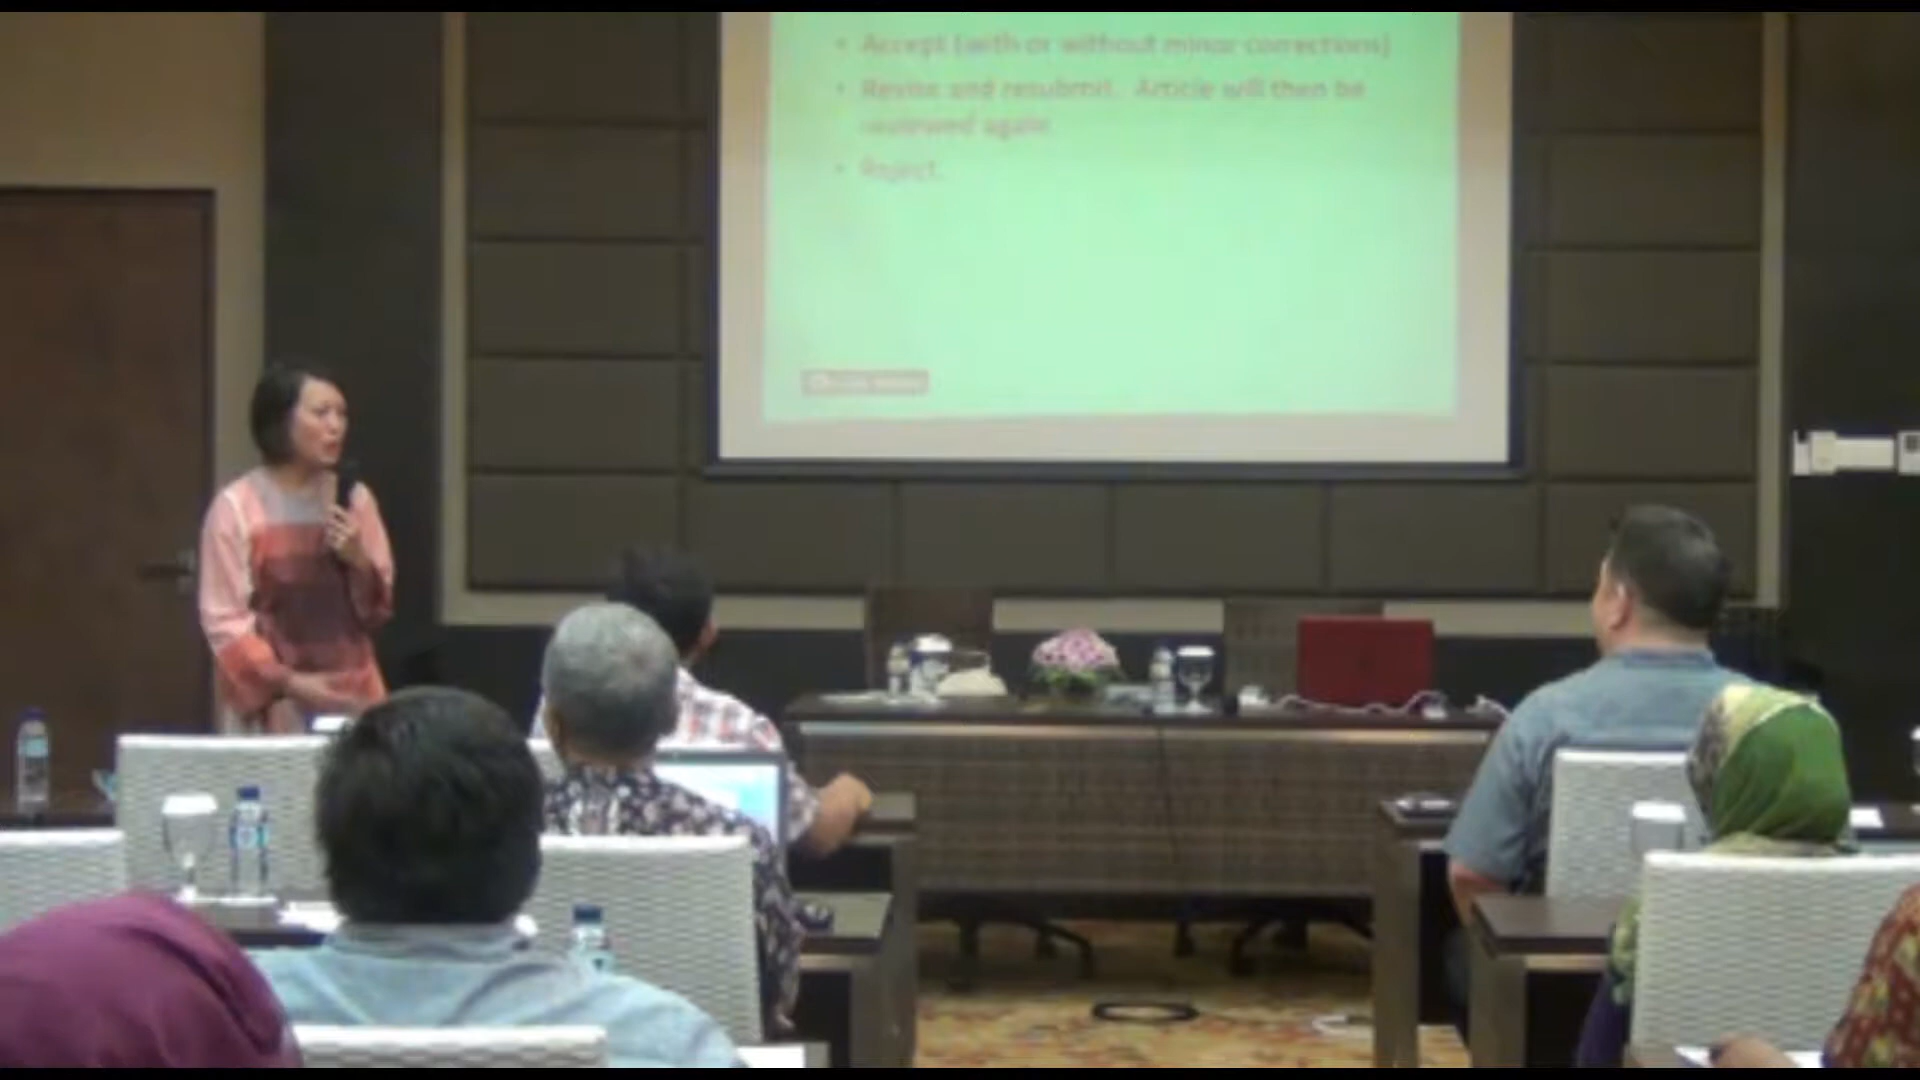 • Accept (with or without minor corrections)
• Revise and resubmit. Article will then be
reviewed again.
• Reject.